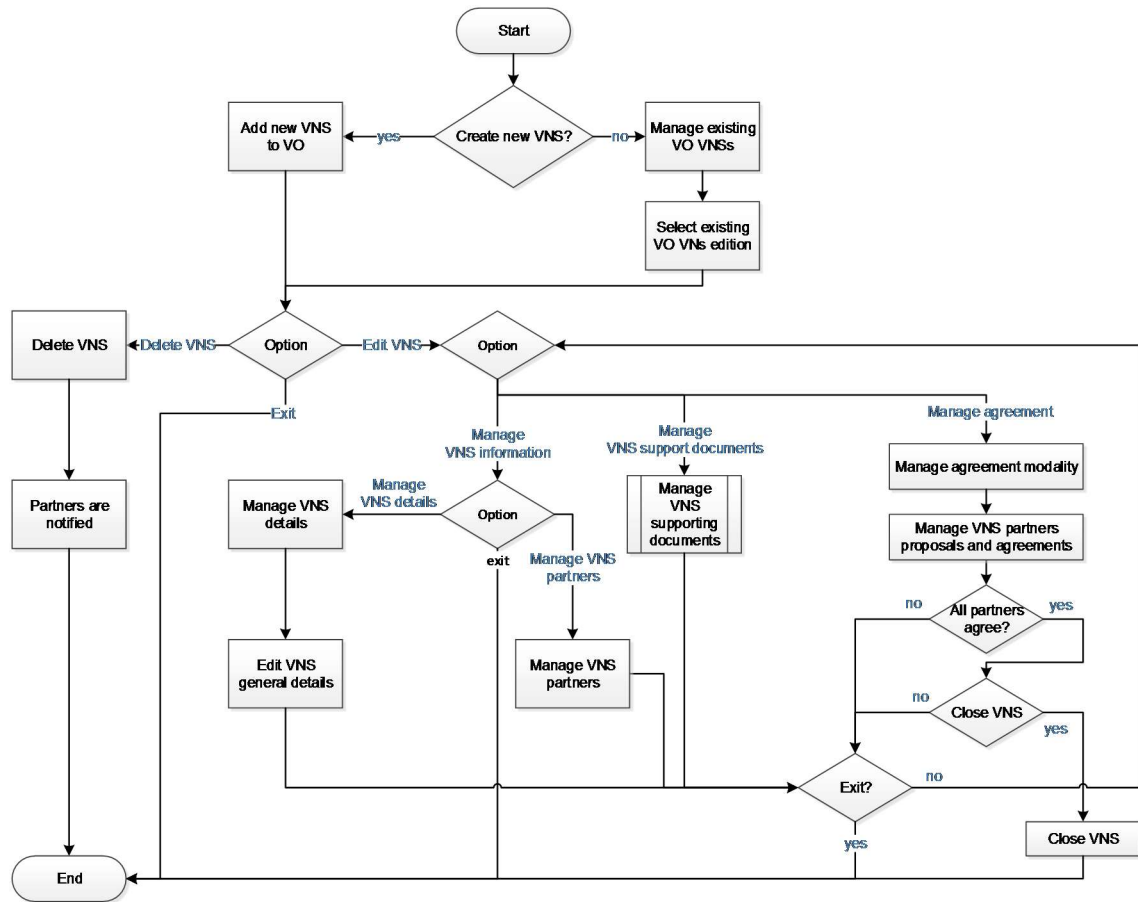 Start
Add new VNS
to VO
yes
Create new VNS?
no
Manage existing
VO VNSs
Select existing
VO VNs edition
Delete VNS
Delete VNS
Option
Edit VNS
Option
Exit
Manage
VNS information
Manage
VNS support documents
Manage agreement
Manage agreement modality
Manage VNS
details
Manage
VNS details
Option
exit
Manage VNS
partners
Manage
VNS
supporting
documents
Partners are
notified
Manage VNS partners
proposals and agreements
no
All partners
agree?
yes
Edit VNS
general details
Manage VNS
partners
no
Close VNS
yes
Exit?
no
yes
Close VNS
End